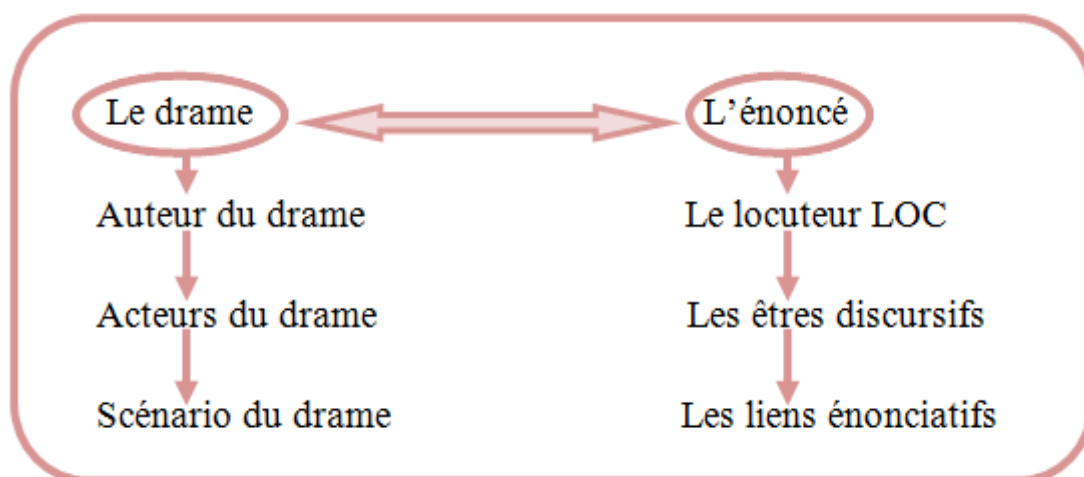 Le drame
L’énoncé
Auteur du drame
Le locuteur LOC
Acteurs du drame
Les êtres discursifs
Scénario du drame
Les liens énonciatifs